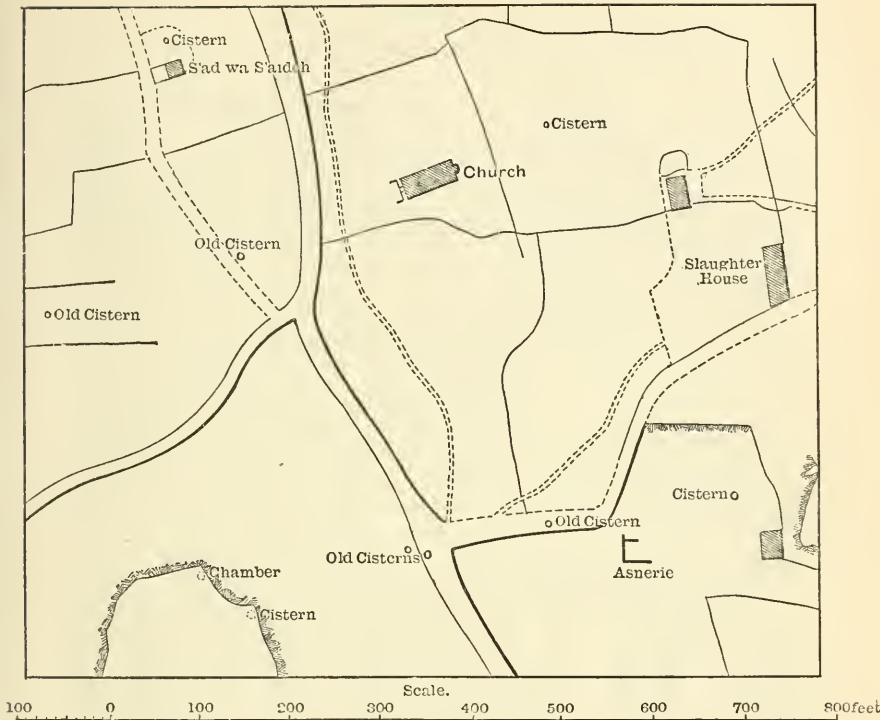 Cistern
S'ad wa S'aideh
Cistern
Church
Old Cistern
Slaughter
House
Old Cistern
Cistern
Old Cistern
Old Cisterns
Asnerie
Chamber
Cistern
Scale.
100 0 100 200 300 400 500 600 700 800feet